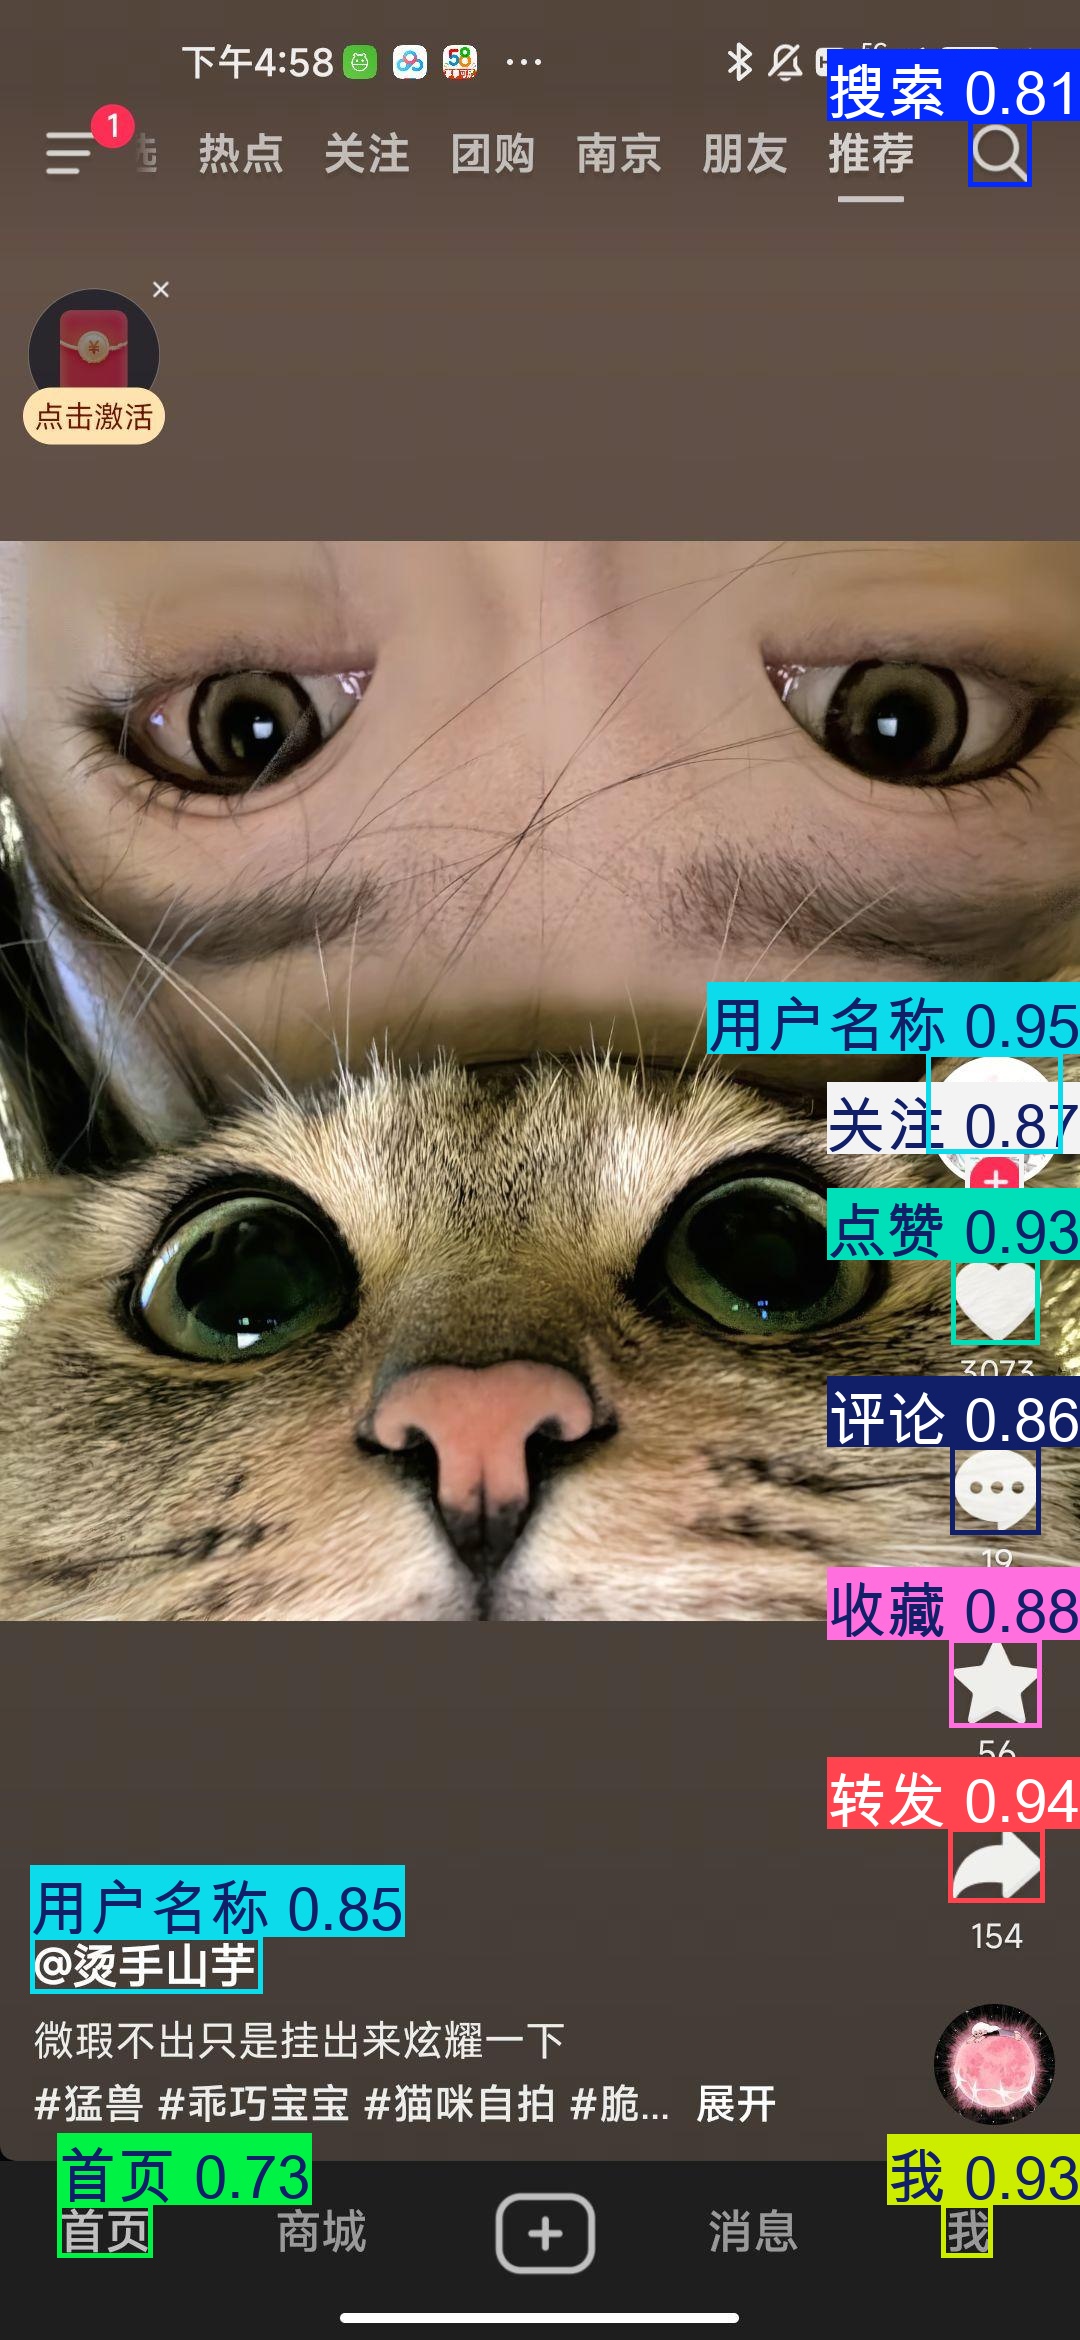 下午4:58 58 ...
搜索 0.81
1
热点 关注 团购 南京 朋友 推荐
点击激活
用户名称 0.95
关注 0.87
点赞 0.93
3073
评论 0.86
19
收藏 0.88
56
转发 0.94
154
用户名称 0.85
@烫手山芋
微瑕不出只是挂出来炫耀一下
#猛兽 #乖巧宝宝 #猫咪自拍 #脆... 展开
首页 0.73
我 0.93
首页 商城 消息 我